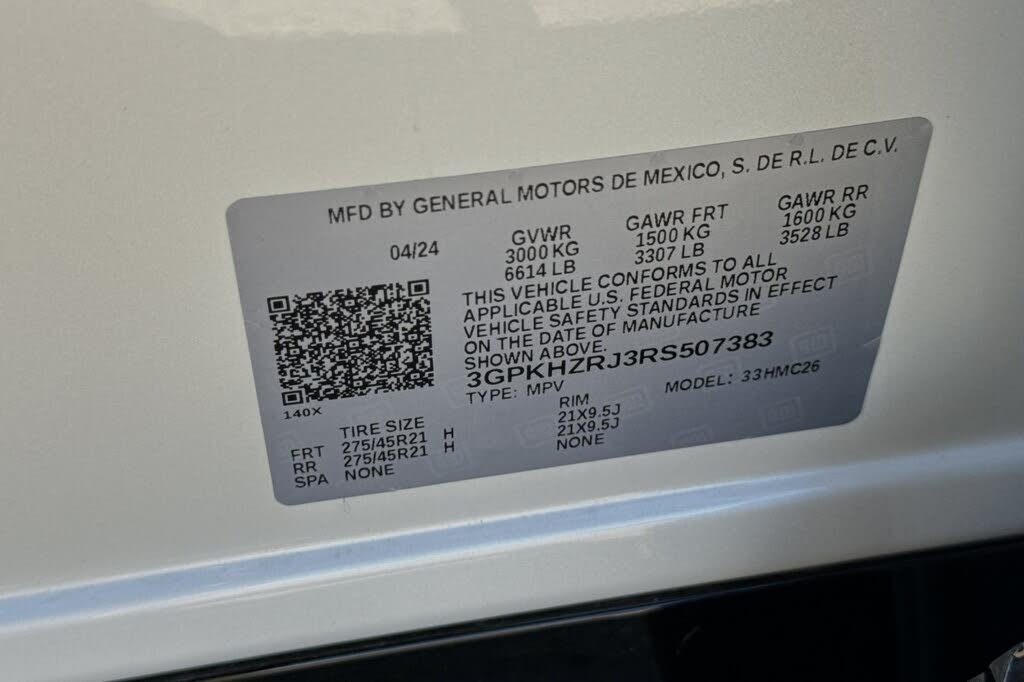 MFD BY GENERAL MOTORS DE MEXICO, S. DE R.L. DE C.V.
04/24
GVWR
3000 KG
6614 LB
GAWR FRT
1500 KG
3307 LB
GAWR RR
1600 KG
3528 LB
THIS VEHICLE CONFORMS TO ALL
APPLICABLE U.S. FEDERAL MOTOR
VEHICLE SAFETY STANDARDS IN EFFECT
ON THE DATE OF MANUFACTURE
SHOWN ABOVE.
3GPKHZRJ3RS507383
TYPE: MPV MODEL: 33HMC26
140X
TIRE SIZE RIM
FRT 275/45R21 H 21X9.5J
RR 275/45R21 H 21X9.5J
SPA NONE NONE